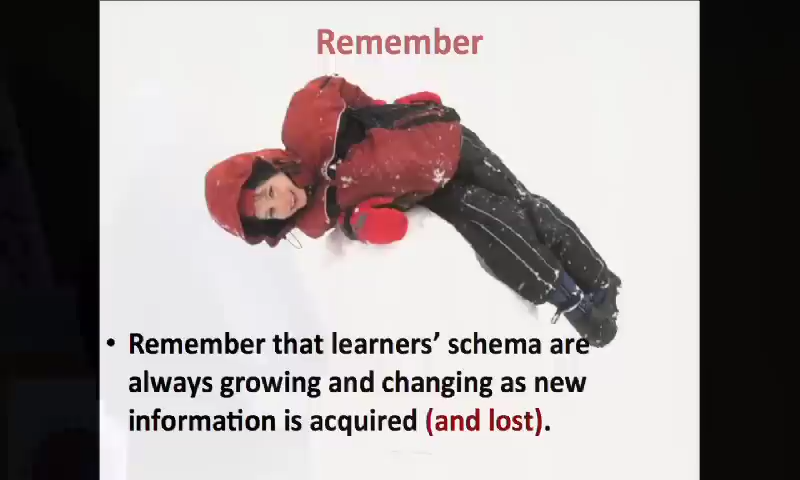 Remember
• Remember that learners’ schema are
always growing and changing as new
information is acquired (and lost).